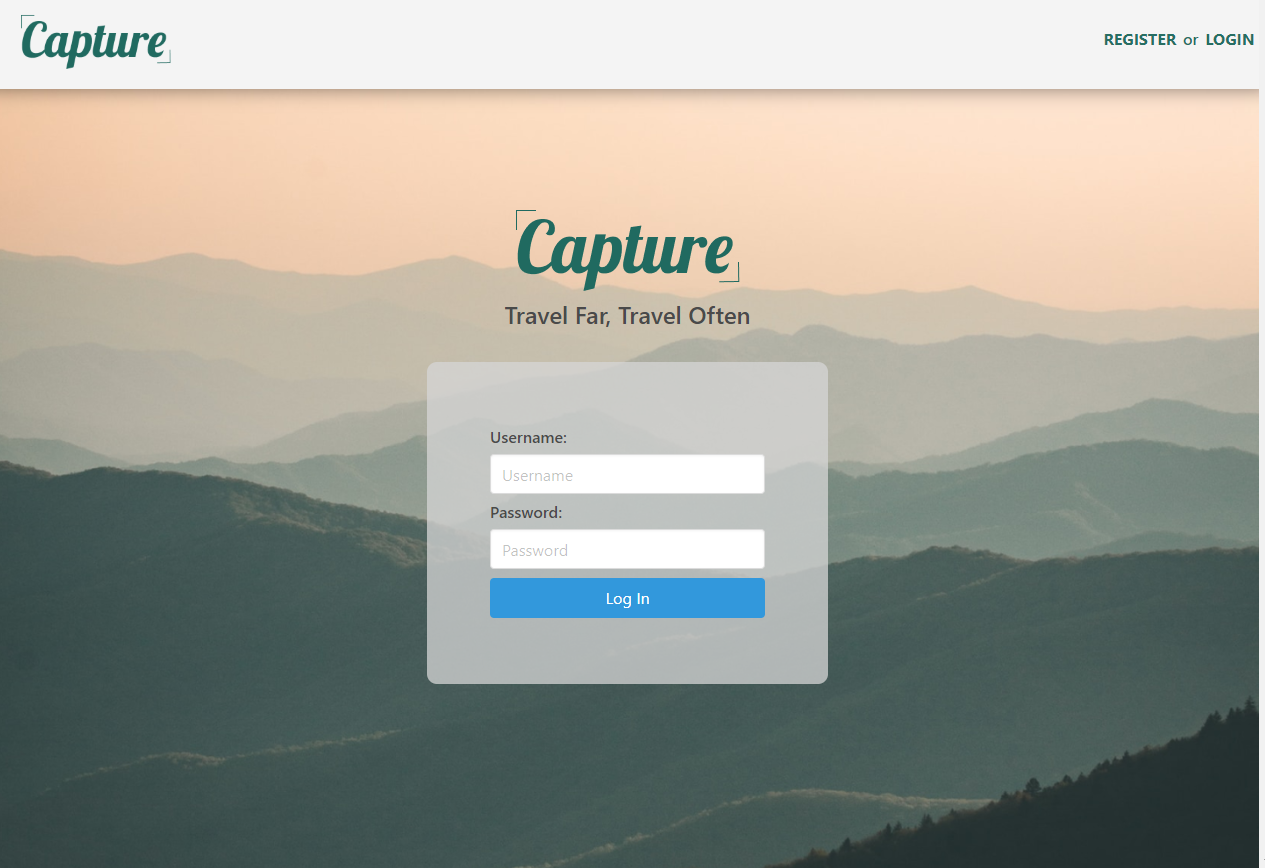 Capture
REGISTER or LOGIN
Capture
Travel Far, Travel Often
Username:
Username
Password:
Password
Log In